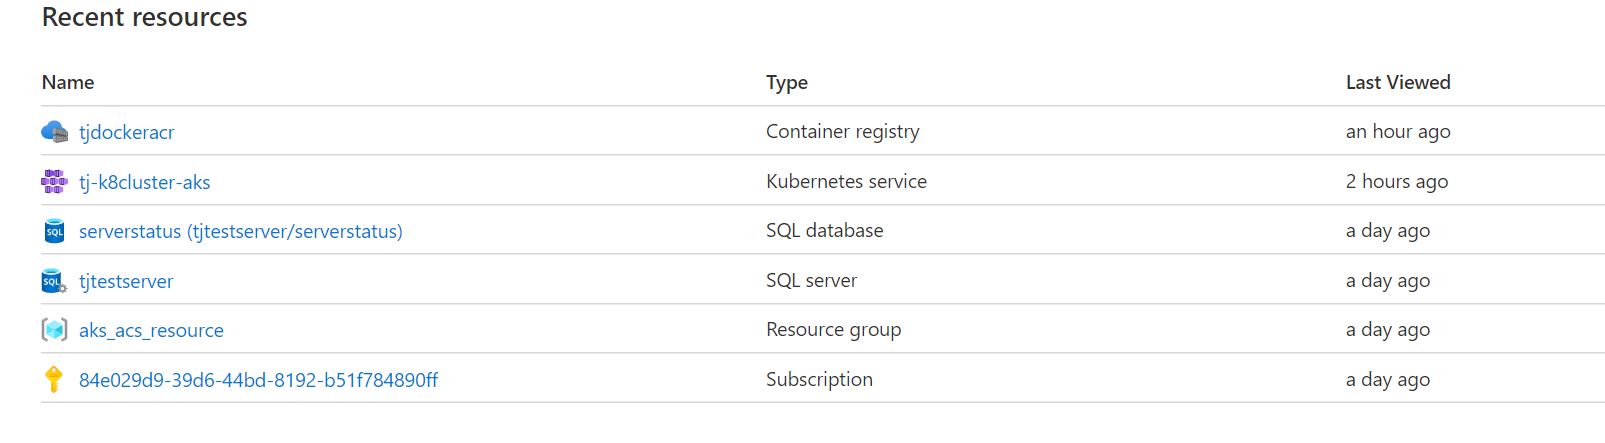 Recent resources
Name Type Last Viewed
tjdockeracr Container registry an hour ago
tj-k8cluster-aks Kubernetes service 2 hours ago
SQL serverstatus (tjtestserver/serverstatus) SQL database a day ago
SQL tjtestserver SQL server a day ago
aks_acs_resource Resource group a day ago
84e029d9-39d6-44bd-8192-b51f784890ff Subscription a day ago